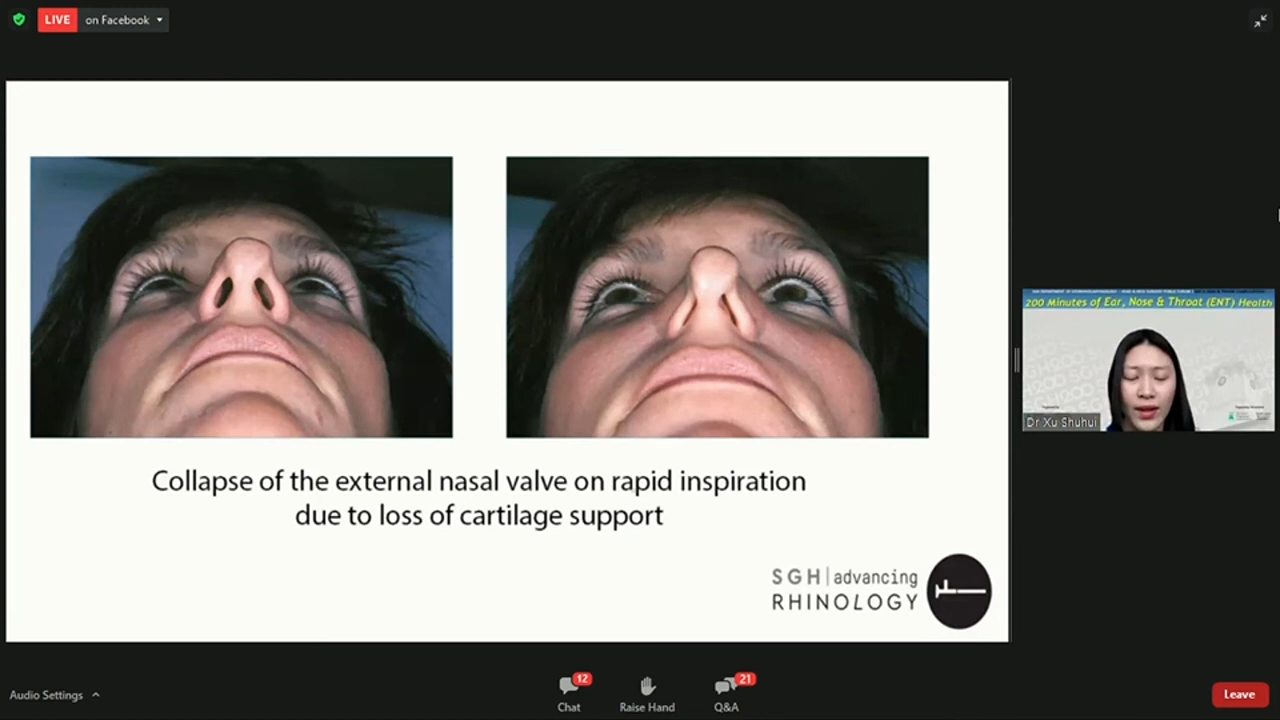 LIVE on Facebook
Collapse of the external nasal valve on rapid inspiration
due to loss of cartilage support
SGH | advancing
RHINOLOGY
200 Minutes of Ear, Nose & Throat (ENT) Health
Dr Xu Shuhui
Audio Settings
12
Chat
Raise Hand
21
Q&A
Leave